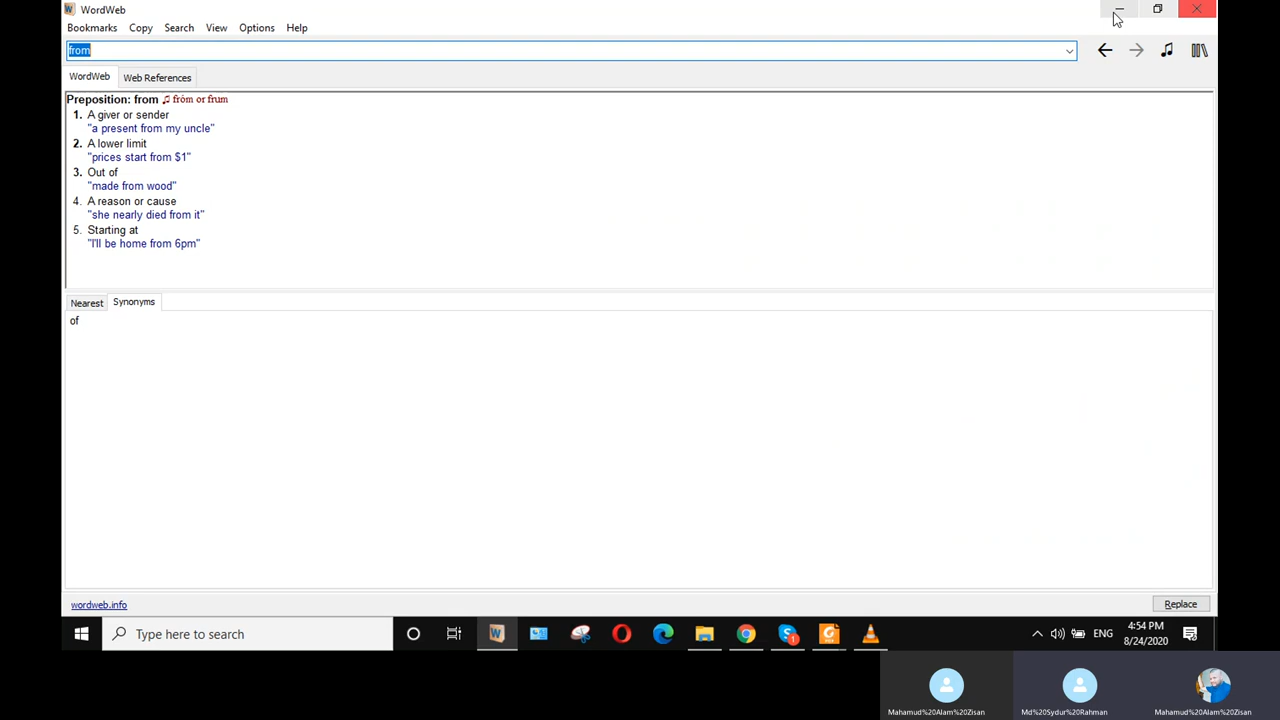 WordWeb
Bookmarks Copy Search View Options Help
from
WordWeb Web References
Preposition: from ♫ fróm or frum
1. A giver or sender
"a present from my uncle"
2. A lower limit
"prices start from $1"
3. Out of
"made from wood"
4. A reason or cause
"she nearly died from it"
5. Starting at
"I'll be home from 6pm"
Nearest Synonyms
of
wordweb.info Replace
Type here to search
ENG 4:54 PM
8/24/2020
Mahamud%20Alam%20Zisan Md%20Sydur%20Rahman Mahamud%20Alam%20Zisan